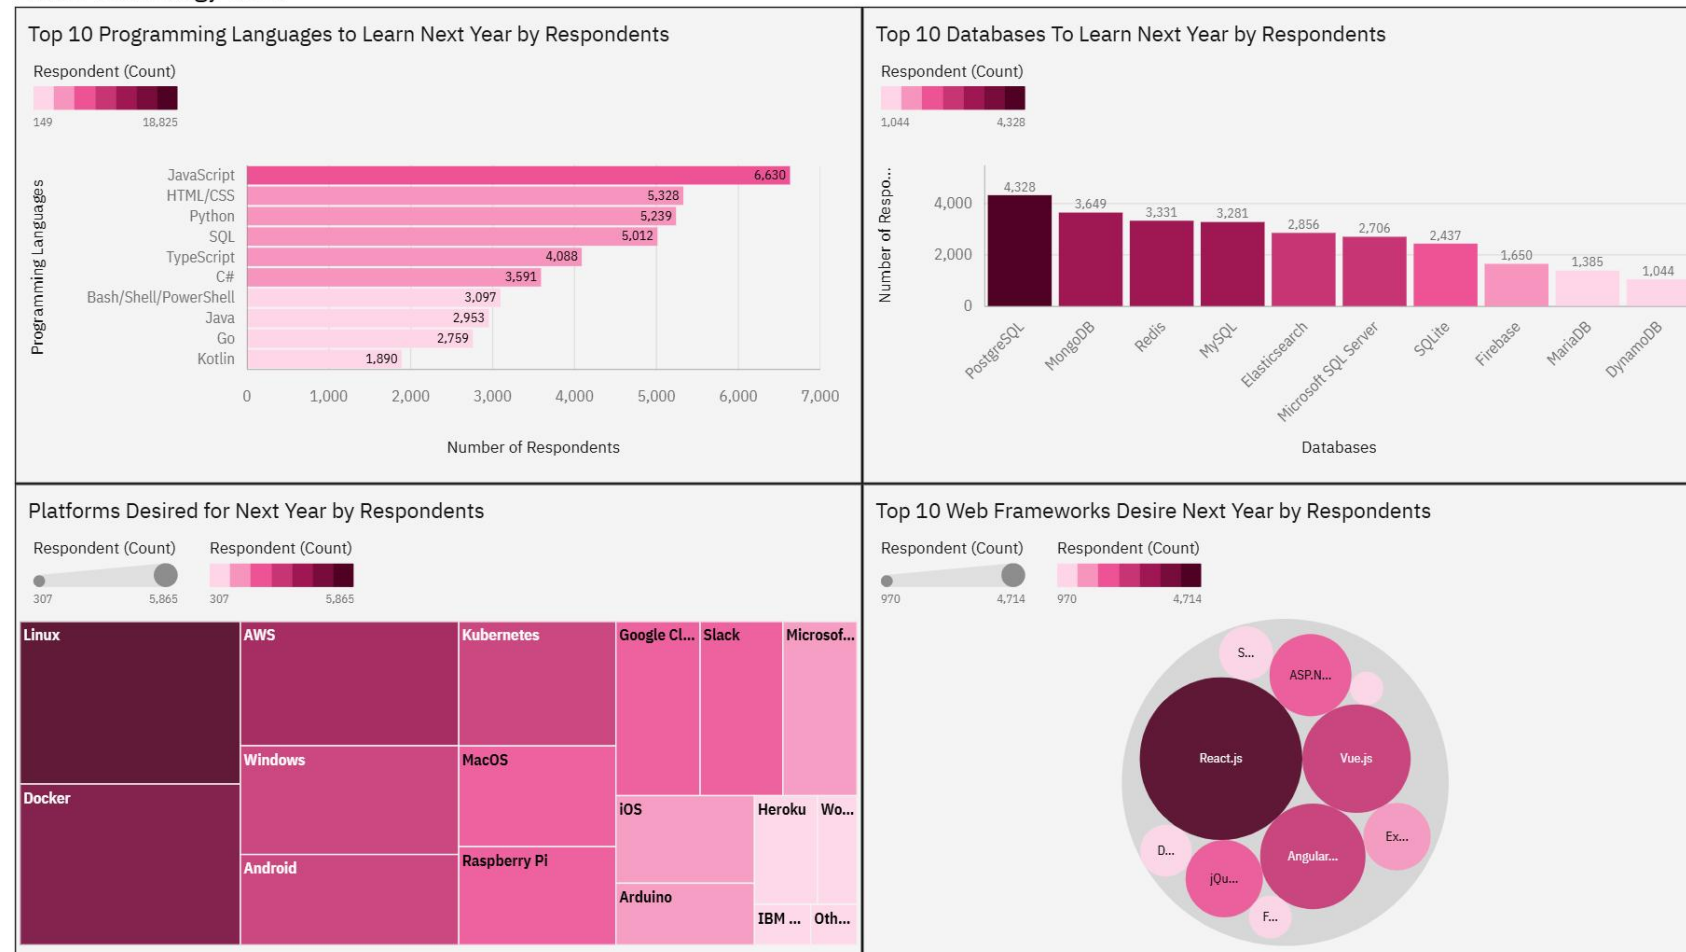 Top 10 Programming Languages to Learn Next Year by Respondents
Respondent (Count)
149 18,825
Programming Languages
JavaScript 6,630
HTML/CSS 5,328
Python 5,239
SQL 5,012
TypeScript 4,088
C# 3,591
Bash/Shell/PowerShell 3,097
Java 2,953
Go 2,759
Kotlin 1,890
0 1,000 2,000 3,000 4,000 5,000 6,000 7,000
Number of Respondents
Top 10 Databases To Learn Next Year by Respondents
Respondent (Count)
1,044 4,328
Number of Respo...
4,000
2,000
0
4,328 3,649 3,331 3,281 2,856 2,706 2,437 1,650 1,385 1,044
PostgreSQL MongoDB Redis MySQL Elasticsearch Microsoft SQL Server SQLite Firebase MariaDB DynamoDB
Databases
Platforms Desired for Next Year by Respondents
Respondent (Count) Respondent (Count)
307 5,865 307 5,865
Linux AWS Kubernetes Google Cl... Slack Microsof...
Windows MacOS
Docker iOS Heroku Wo...
Android Raspberry Pi
Arduino
IBM ... Oth...
Top 10 Web Frameworks Desire Next Year by Respondents
Respondent (Count) Respondent (Count)
970 4,714 970 4,714
S...
ASP.N...
React.js Vue.js
Ex...
D... Angular...
jQu...
F...